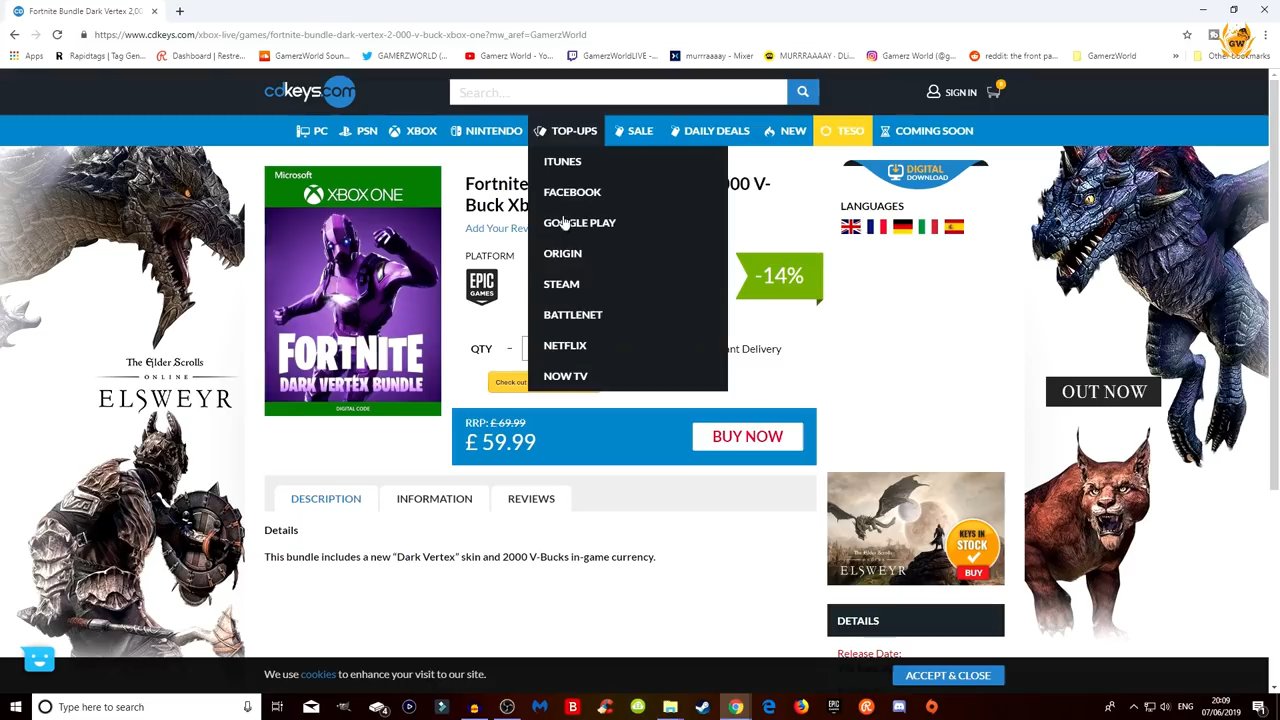 Fortnite Bundle Dark Vertex 2,00
https://www.cdkeys.com/xbox-live/games/fortnite-bundle-dark-vertex-2-000-v-buck-xbox-one?mw_aref=GamerzWorld
Apps Rapidtags | Tag Gen... Dashboard | Restre... GamerzWorld Soun... GAMERZWORLD (... Gamerz World - Yo... GamerzWorldLIVE -... murrraaaay - Mixer MURRRAAAAY - DLi... Gamerz World (@g... reddit: the front pa... GamerzWorld » Other bookmarks
GW
cdkeys.com
Search...
SIGN IN
0
PC PSN XBOX NINTENDO TOP-UPS SALE DAILY DEALS NEW TESO COMING SOON
ITUNES
FACEBOOK
GOOGLE PLAY
ORIGIN
STEAM
BATTLENET
NETFLIX
NOW TV
Microsoft
XBOX ONE
FORTNITE
DARK VERTEX BUNDLE
DIGITAL CODE
Fortnite 000 V-
Buck
Add Your
PLATFORM
EPIC
GAMES
-14%
QTY −
Delivery
Check out
RRP: £ 69.99
£ 59.99
BUY NOW
DIGITAL
DOWNLOAD
LANGUAGES
The Elder Scrolls
ONLINE
ELSWEYR
OUT NOW
DESCRIPTION INFORMATION REVIEWS
Details
This bundle includes a new “Dark Vertex” skin and 2000 V-Bucks in-game currency.
ELSWEYR
KEYS IN
STOCK
BUY
DETAILS
Release Date:
We use cookies to enhance your visit to our site.
ACCEPT & CLOSE
Type here to search
20:09
07/06/2019